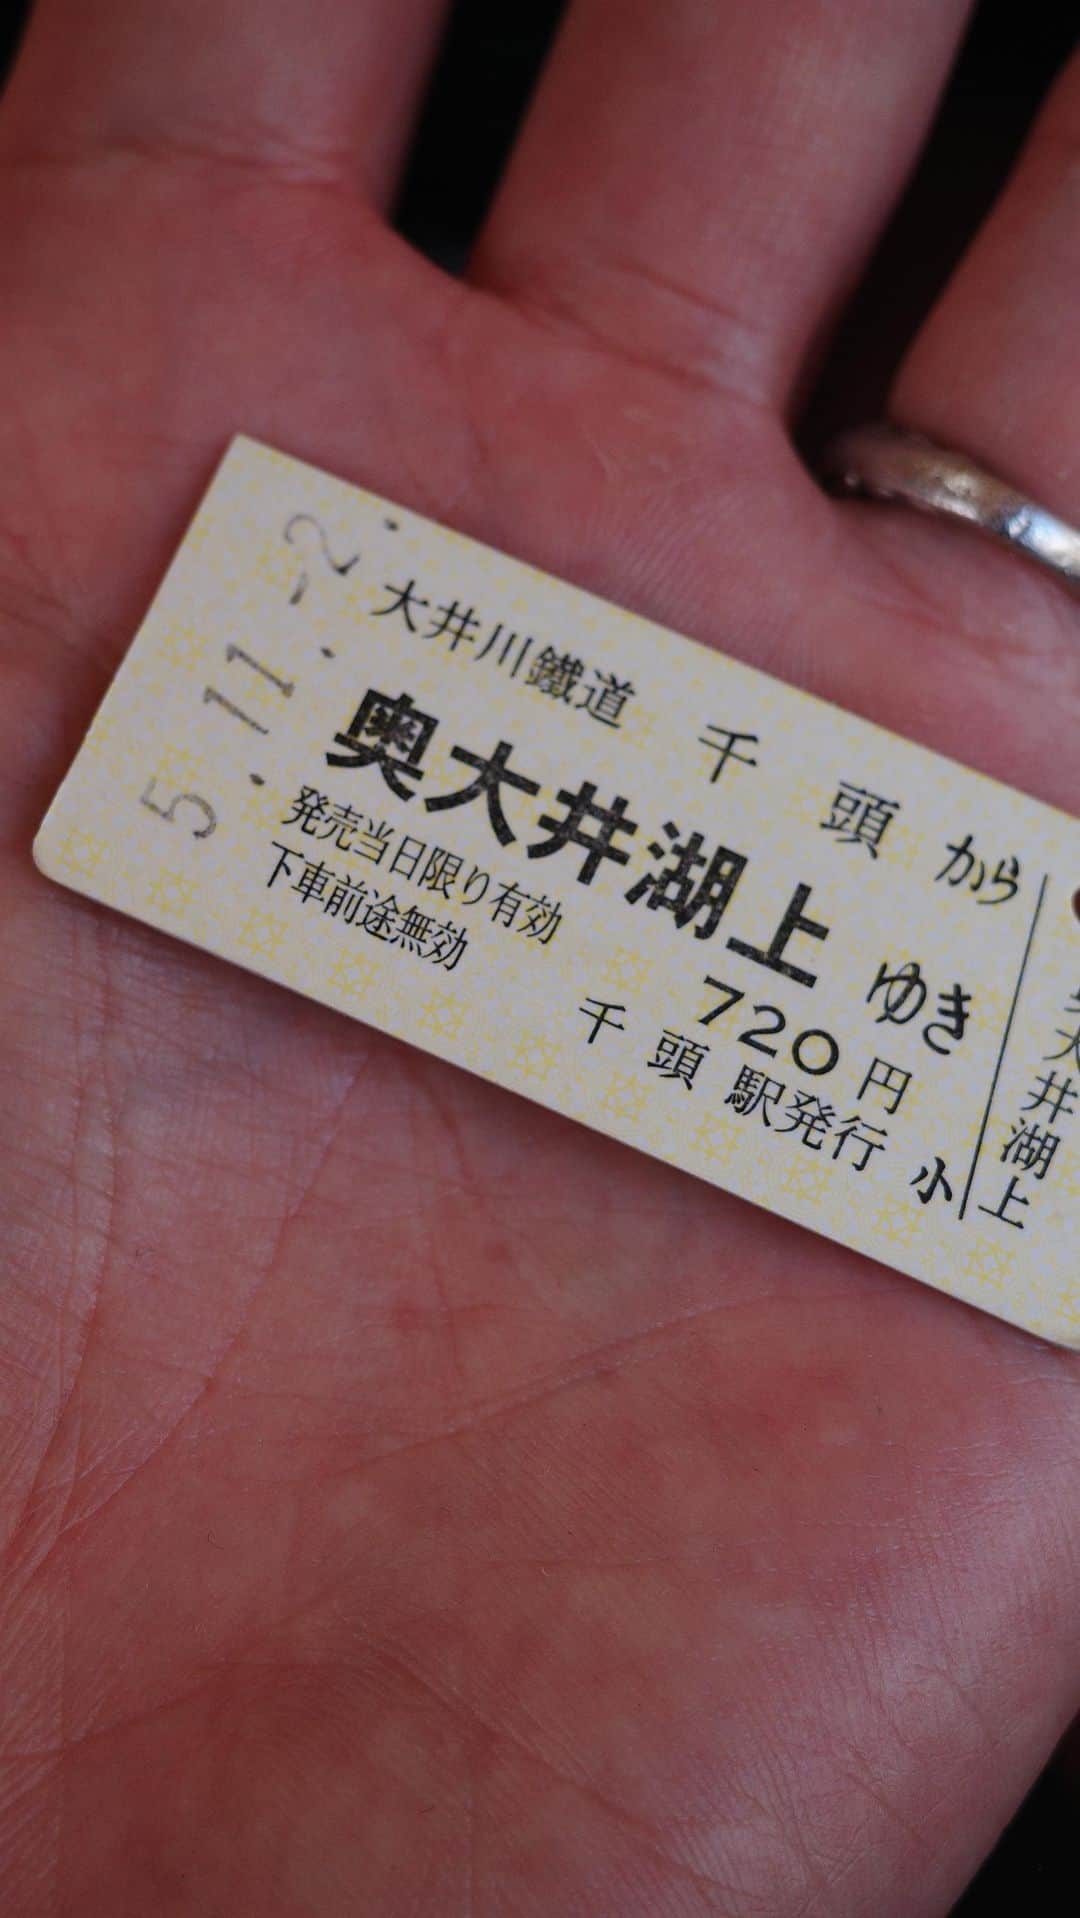 5.11.-2.
大井川鐵道 千頭から
奥大井湖上 ゆき
発売当日限り有効
下車前途無効
720円
千頭駅発行
小
大井湖上